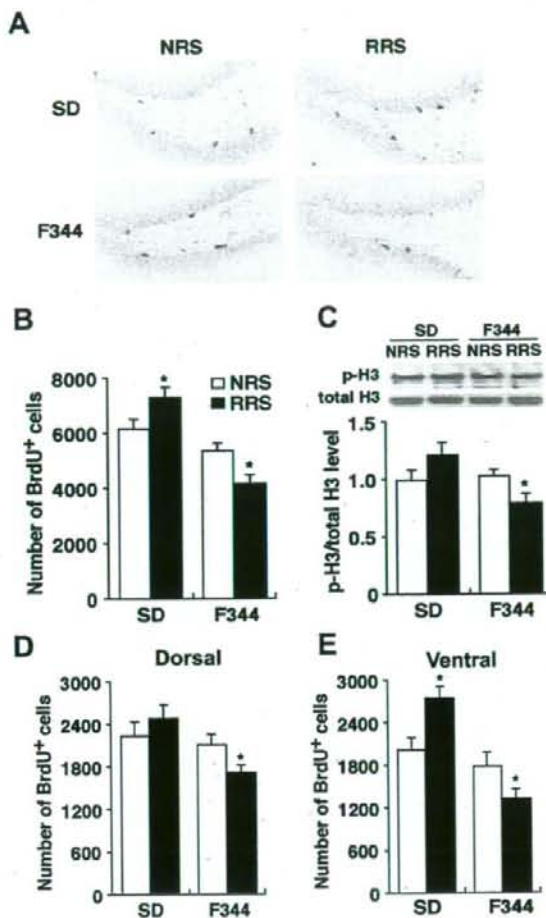 A
NRS RRS
SD
F344
B
Number of BrdU+ cells
8000
6000
4000
2000
0
* *
NRS
RRS
SD F344
C
SD F344
NRS RRS NRS RRS
p-H3
total H3
p-H3/total H3 level
1.5
1.0
0.5
0
*
SD F344
D
Dorsal
Number of BrdU+ cells
3000
2400
1800
1200
600
0
*
SD F344
E
Ventral
Number of BrdU+ cells
3000
2400
1800
1200
600
0
* *
SD F344